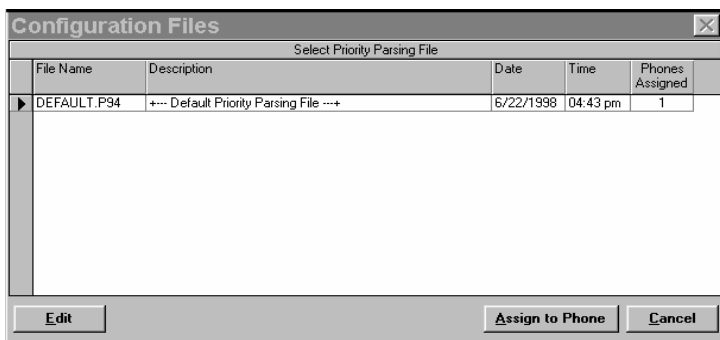 Configuration Files
Select Priority Parsing File
File Name Description Date Time Phones Assigned
DEFAULT.P94 +--- Default Priority Parsing File ---+ 6/22/1998 04:43 pm 1
Edit Assign to Phone Cancel